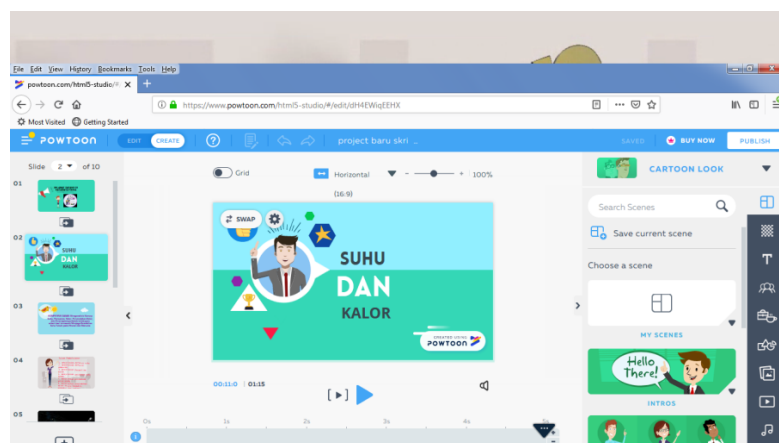 File Edit View History Bookmarks Tools Help
powtoon.com/html5-studio/#
https://www.powtoon.com/html5-studio/#/edit/dH4EWiqEEHX
Most Visited Getting Started
POWTOON EDIT CREATE ? project baru skri .. SAVED BUY NOW PUBLISH
Slide 2 of 10
Grid
Horizontal
100%
(16:9)
CARTOON LOOK
01
02
03
04
05
SWAP
SUHU
DAN
KALOR
CREATED USING
POWTOON
Search Scenes
Save current scene
Choose a scene
MY SCENES
Hello
There!
INTROS
00:11.0 01:15
0s 1s 2s 3s 4s